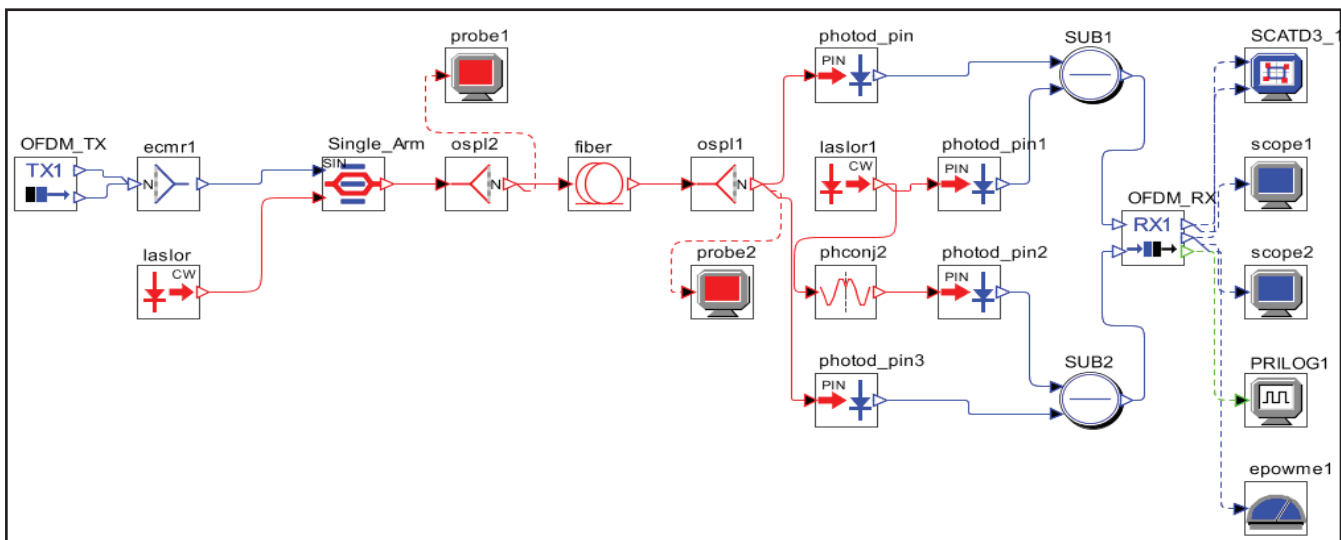 probe1
photod_pin
SUB1
SCATD3_1
PIN
OFDM_TX
ecmr1
Single_Arm
ospl2
fiber
ospl1
laslor1
photod_pin1
scope1
TX1
N
SIN
N
N
CW
PIN
OFDM_RX
RX1
laslor
CW
probe2
phconj2
photod_pin2
scope2
PIN
photod_pin3
SUB2
PRILOG1
PIN
epowme1